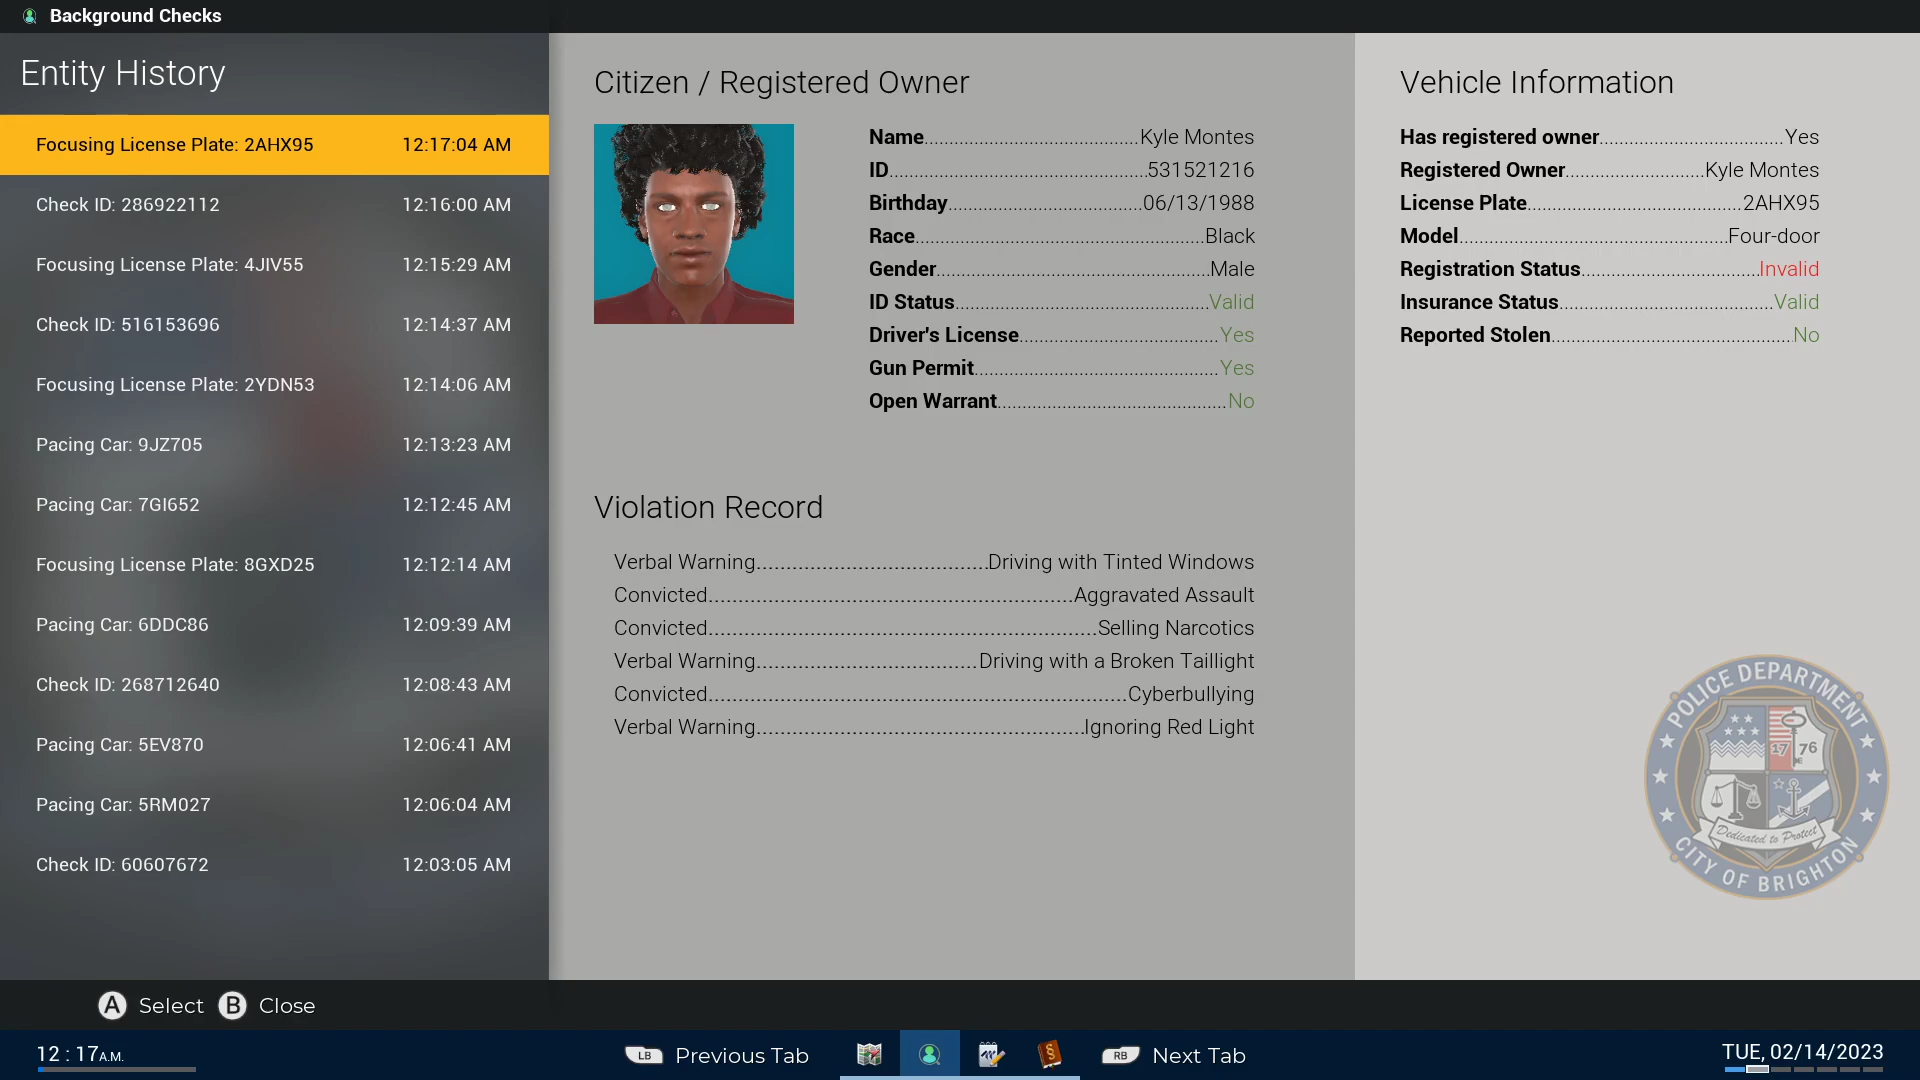 Background Checks
Entity History
Focusing License Plate: 2AHX95 12:17:04 AM
Check ID: 286922112 12:16:00 AM
Focusing License Plate: 4JIV55 12:15:29 AM
Check ID: 516153696 12:14:37 AM
Focusing License Plate: 2YDN53 12:14:06 AM
Pacing Car: 9JZ705 12:13:23 AM
Pacing Car: 7GI652 12:12:45 AM
Focusing License Plate: 8GXD25 12:12:14 AM
Pacing Car: 6DDC86 12:09:39 AM
Check ID: 268712640 12:08:43 AM
Pacing Car: 5EV870 12:06:41 AM
Pacing Car: 5RM027 12:06:04 AM
Check ID: 60607672 12:03:05 AM
Citizen / Registered Owner
Name Kyle Montes
ID 531521216
Birthday 06/13/1988
Race Black
Gender Male
ID Status Valid
Driver's License Yes
Gun Permit Yes
Open Warrant No
Violation Record
Verbal Warning Driving with Tinted Windows
Convicted Aggravated Assault
Convicted Selling Narcotics
Verbal Warning Driving with a Broken Taillight
Convicted Cyberbullying
Verbal Warning Ignoring Red Light
Vehicle Information
Has registered owner Yes
Registered Owner Kyle Montes
License Plate 2AHX95
Model Four-door
Registration Status Invalid
Insurance Status Valid
Reported Stolen No
POLICE DEPARTMENT
17 76
Dedicated to Protect
CITY OF BRIGHTON
A Select B Close
12 : 17 A.M.
LB Previous Tab
RB Next Tab
TUE, 02/14/2023